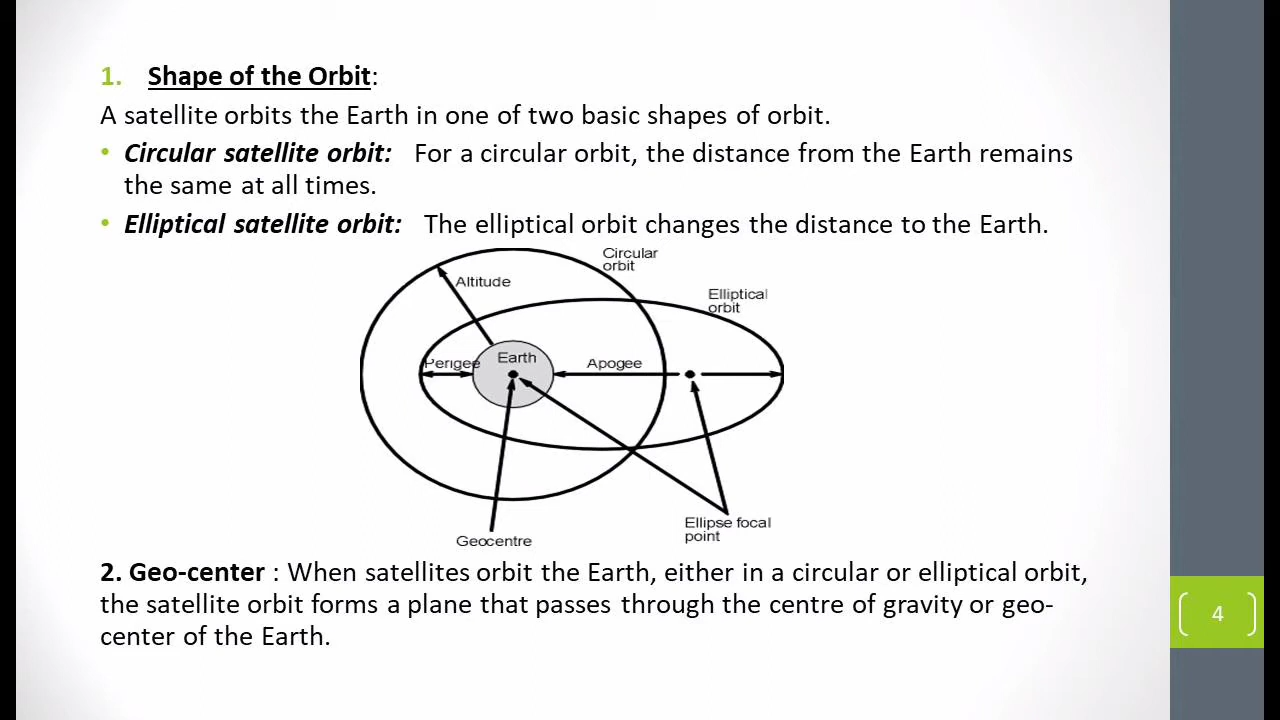 1. Shape of the Orbit:
A satellite orbits the Earth in one of two basic shapes of orbit.
• Circular satellite orbit: For a circular orbit, the distance from the Earth remains
the same at all times.
• Elliptical satellite orbit: The elliptical orbit changes the distance to the Earth.
Circular
orbit
Altitude
Elliptical
orbit
Perigee
Earth
Apogee
Ellipse focal
point
Geocentre
2. Geo-center : When satellites orbit the Earth, either in a circular or elliptical orbit,
the satellite orbit forms a plane that passes through the centre of gravity or geo-
center of the Earth.
4